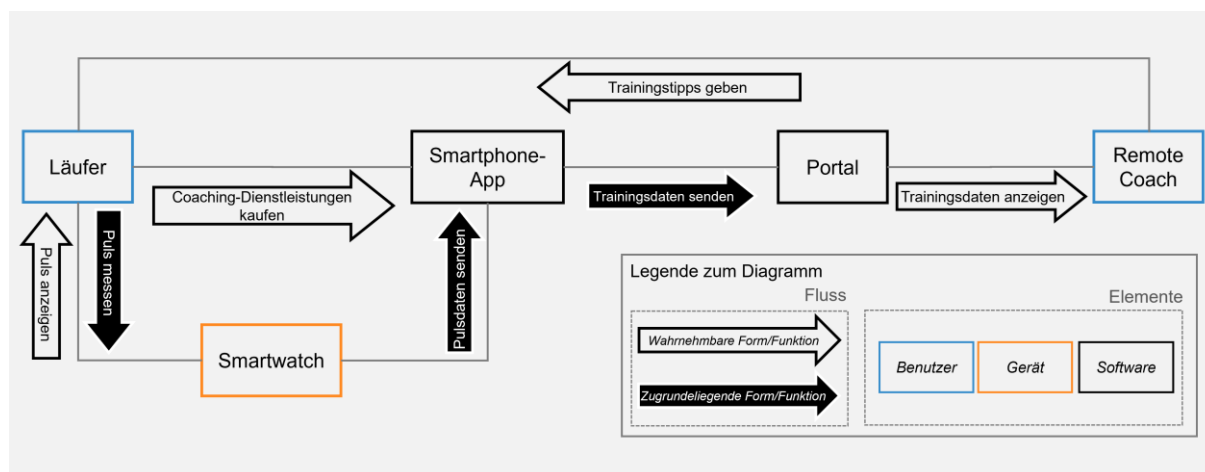 Trainingstipps geben
Läufer
Smartphone-
App
Portal
Remote
Coach
Coaching-Dienstleistungen
kaufen
Trainingsdaten senden
Trainingsdaten anzeigen
Puls anzeigen
Puls messen
Pulsdaten senden
Smartwatch
Legende zum Diagramm
Fluss
Elemente
Wahrnehmbare Form/Funktion
Zugrundeliegende Form/Funktion
Benutzer
Gerät
Software